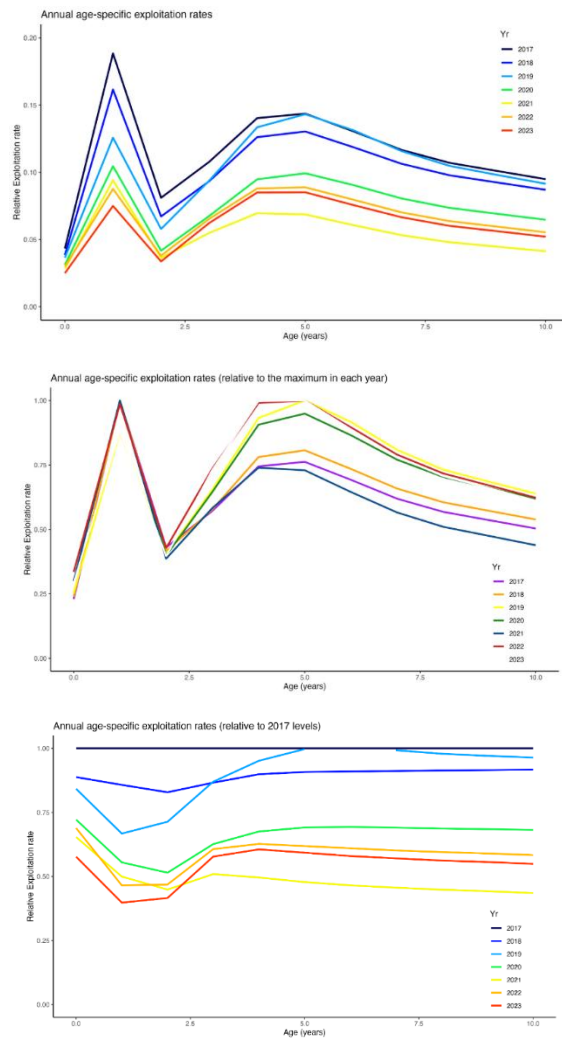 Annual age-specific exploitation rates
Relative Exploitation rate
0.20
0.15
0.10
0.05
0.00
Yr
2017
2018
2019
2020
2021
2022
2023
0.0 2.5 5.0 7.5 10.0
Age (years)
Annual age-specific exploitation rates (relative to the maximum in each year)
Relative Exploitation rate
1.00
0.75
0.50
0.25
0.00
Yr
2017
2018
2019
2020
2021
2022
2023
0.0 2.5 5.0 7.5 10.0
Age (years)
Annual age-specific exploitation rates (relative to 2017 levels)
Relative Exploitation rate
1.00
0.75
0.50
0.25
0.00
Yr
2017
2018
2019
2020
2021
2022
2023
0.0 2.5 5.0 7.5 10.0
Age (years)